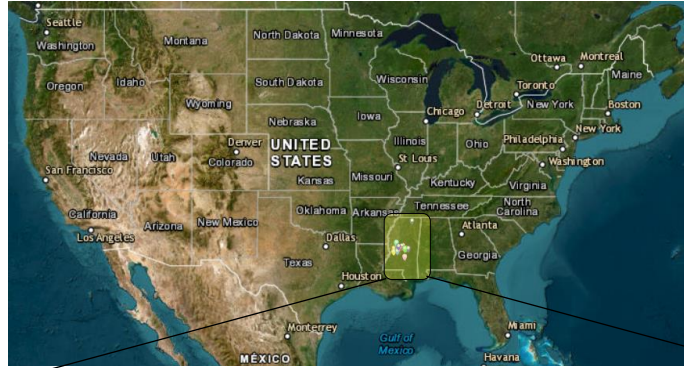 Seattle
Washington
Montana
North Dakota
Minnesota
Ottawa
Montreal
Maine
Oregon
Idaho
Wyoming
South Dakota
Wisconsin
Toronto
Nebraska
Iowa
Chicago
Detroit
New York
Boston
Nevada
Utah
Denver
Colorado
UNITED
STATES
Illinois
Ohio
Philadelphia
New York
San Francisco
Kansas
Missouri
St Louis
Kentucky
Washington
Virginia
California
Los Angeles
Arizona
New Mexico
Oklahoma
Arkansas
Tennessee
North
Carolina
Dallas
Atlanta
Texas
Georgia
Houston
Monterrey
Gulf of
Mexico
Miami
MÉXICO
Havana